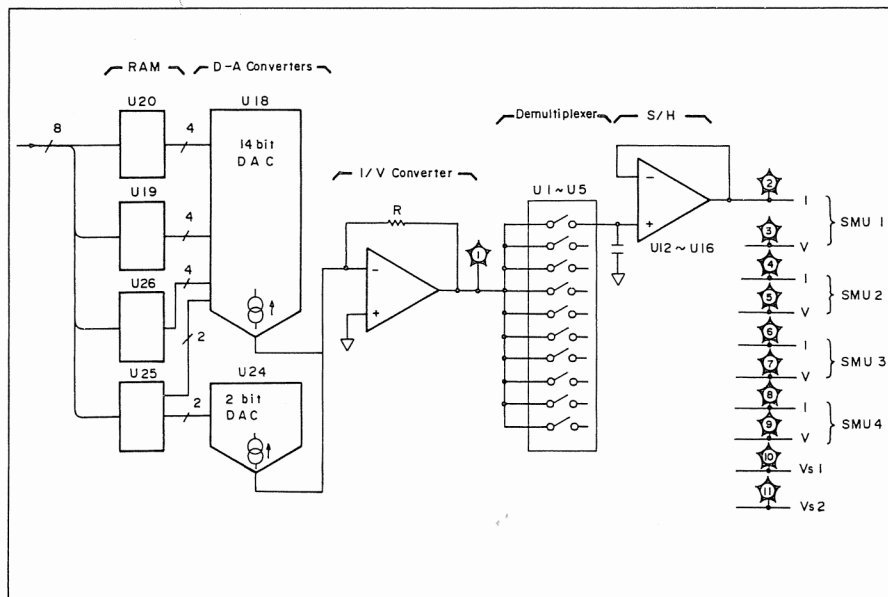 RAM
D-A Converters
U20
U18
8
4
14 bit
DAC
U19
4
U26
4
2
U25
2
U24
2 bit
DAC
I/V Converter
R
-
+
1
Demultiplexer
U1~U5
S/H
-
+
U12~U16
2
I
3
V
SMU 1
4
I
5
V
SMU 2
6
I
7
V
SMU 3
8
I
9
V
SMU 4
10
Vs 1
11
Vs 2